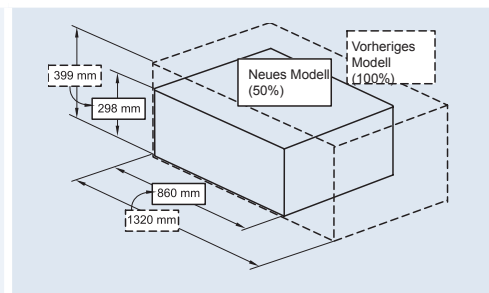 399 mm
298 mm
Neues Modell
(50%)
Vorheriges
Modell
(100%)
860 mm
1320 mm